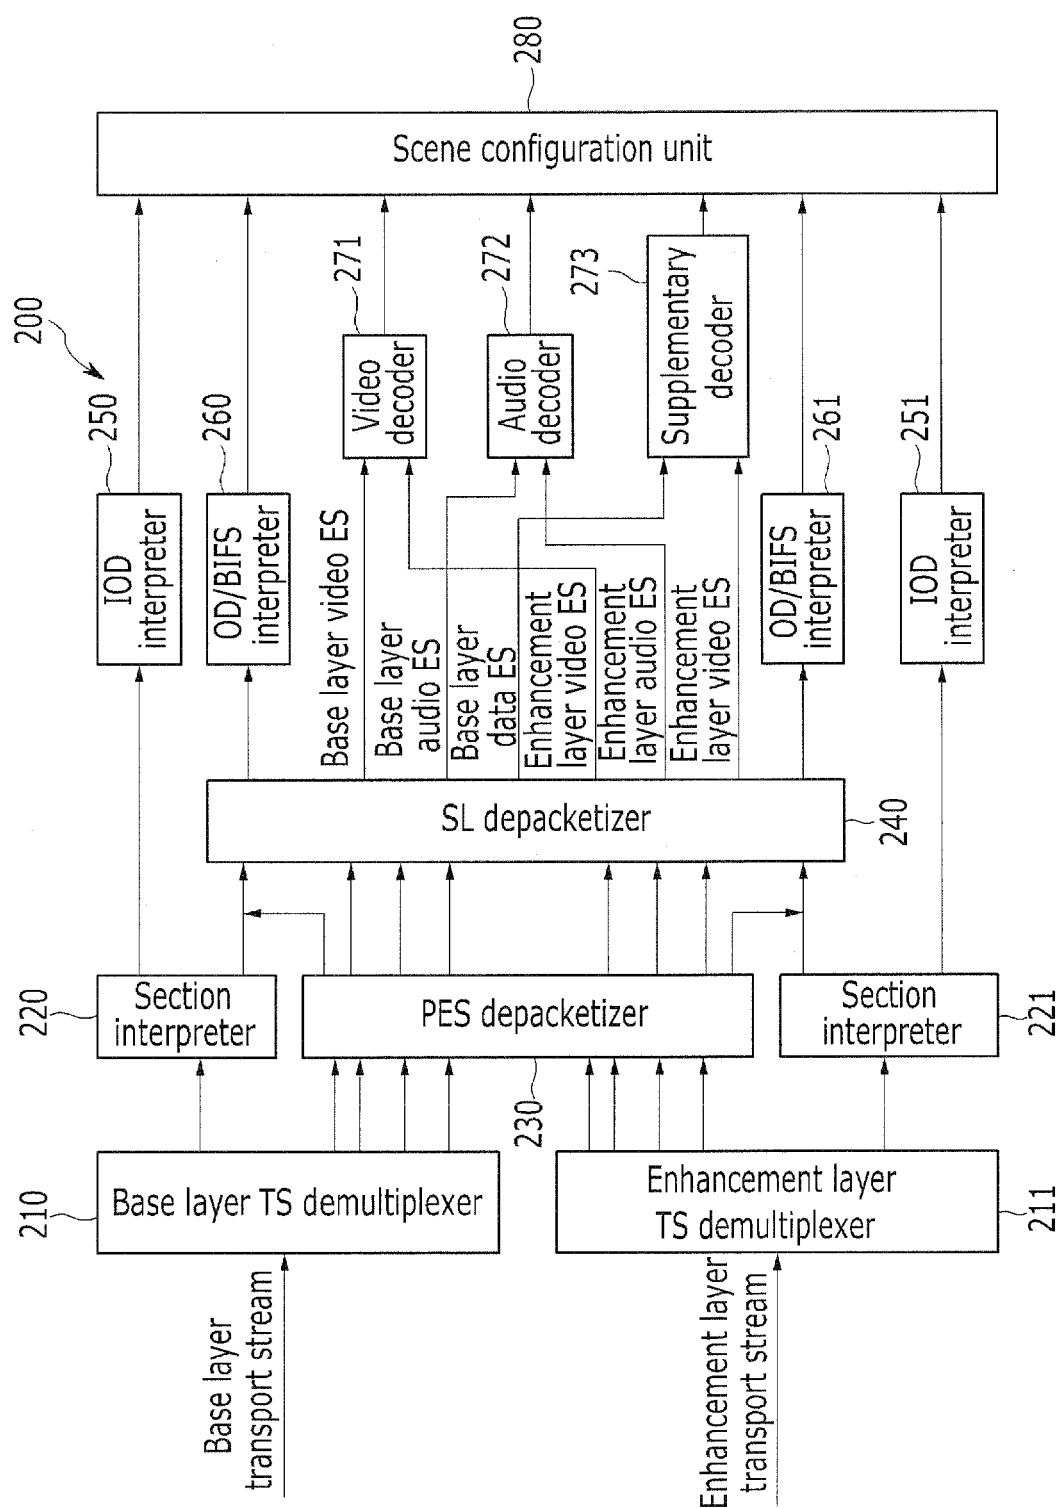 200
Base layer
transport stream
Enhancement layer
transport stream
210
Base layer TS demultiplexer
Enhancement layer
TS demultiplexer
211
220
Section
interpreter
PES depacketizer
230
Section
interpreter
221
SL depacketizer
240
Base layer video ES
Base layer
audio ES
Base layer
data ES
Enhancement
layer video ES
Enhancement
layer audio ES
Enhancement
layer video ES
250
IOD
interpreter
260
OD/BIFS
interpreter
Video
decoder
271
Audio
decoder
272
Supplementary
decoder
273
OD/BIFS
interpreter
261
IOD
interpreter
251
Scene configuration unit
280